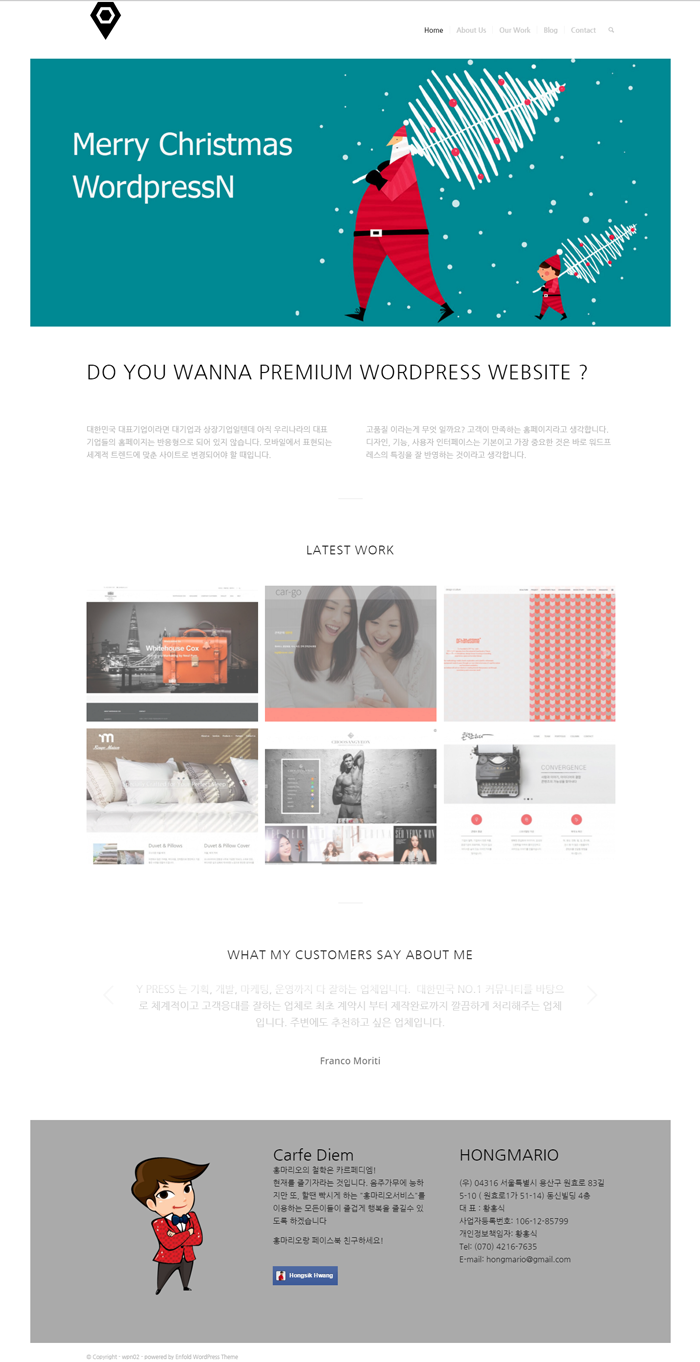 Home
About Us
Our Work
Blog
Contact
Merry Christmas
WordpressN
DO YOU WANNA PREMIUM WORDPRESS WEBSITE ?
대한민국 대표기업이라면 대기업과 상장기업일텐데 아직 우리나라의 대표
기업들의 홈페이지는 반응형으로 되어 있지 않습니다. 모바일에서 표현되는
세계적 트렌드에 맞춘 사이트로 변경되어야 할 때입니다.
고품질 이라는게 무엇 일까요? 고객이 만족하는 홈페이지라고 생각합니다.
디자인, 기능, 사용자 인터페이스는 기본이고 가장 중요한 것은 바로 워드프
레스의 특징을 잘 반영하는 것이라고 생각합니다.
LATEST WORK
Whitehouse Cox
car-go
CONVERGENCE
Duvet & Pillows
Duvet & Pillow Cover
WHAT MY CUSTOMERS SAY ABOUT ME
Y PRESS 는 기획, 개발, 마케팅, 운영까지 다 잘하는 업체입니다. 대한민국 NO.1 커뮤니티를 바탕으
로 체계적이고 고객응대를 잘하는 업체로 최초 계약시 부터 제작완료까지 깔끔하게 처리해주는 업체
입니다. 주변에도 추천하고 싶은 업체입니다.
Franco Moriti
Carfe Diem
홍마리오의 철학은 카르페디엠!
현재를 즐기자라는 것입니다. 음주가무에 능하
지만 또, 할땐 빡시게 하는 "홍마리오서비스"를
이용하는 모든이들이 즐겁게 행복을 즐길수 있
도록 하겠습니다
홍마리오랑 페이스북 친구하세요!
Hongsik Hwang
HONGMARIO
(우) 04316 서울특별시 용산구 원효로 83길
5-10 ( 원효로1가 51-14) 동신빌딩 4층
대 표 : 황홍식
사업자등록번호: 106-12-85799
개인정보책임자: 황홍식
Tel: (070) 4216-7635
E-mail: hongmario@gmail.com
© Copyright - wpn02 - powered by Enfold WordPress Theme